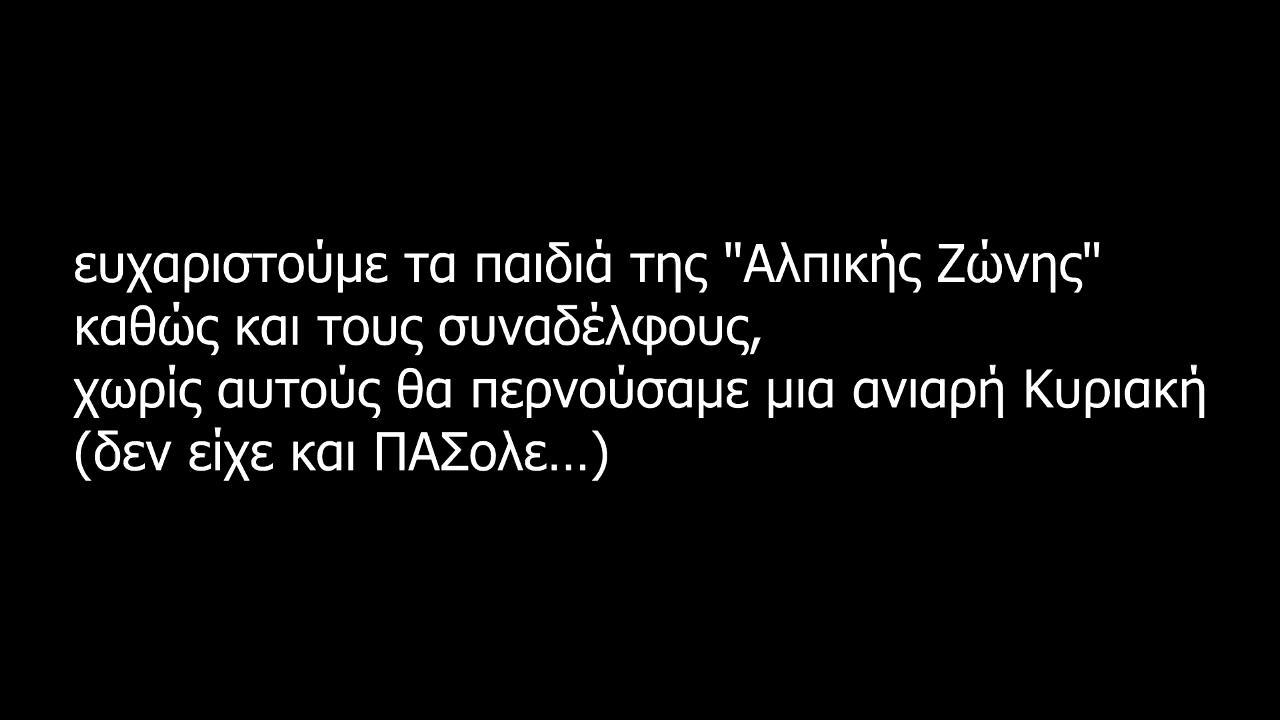 ευχαριστούμε τα παιδιά της "Αλπικής Ζώνης"
καθώς και τους συναδέλφους,
χωρίς αυτούς θα περνούσαμε μια ανιαρή Κυριακή
(δεν είχε και ΠΑΣολε...)